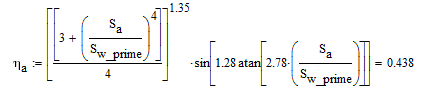 η_a := [[3 + (S_a / S_w_prime)^4] / 4]^1.35 · sin[1.28 atan[2.78·(S_a / S_w_prime)]] = 0.438